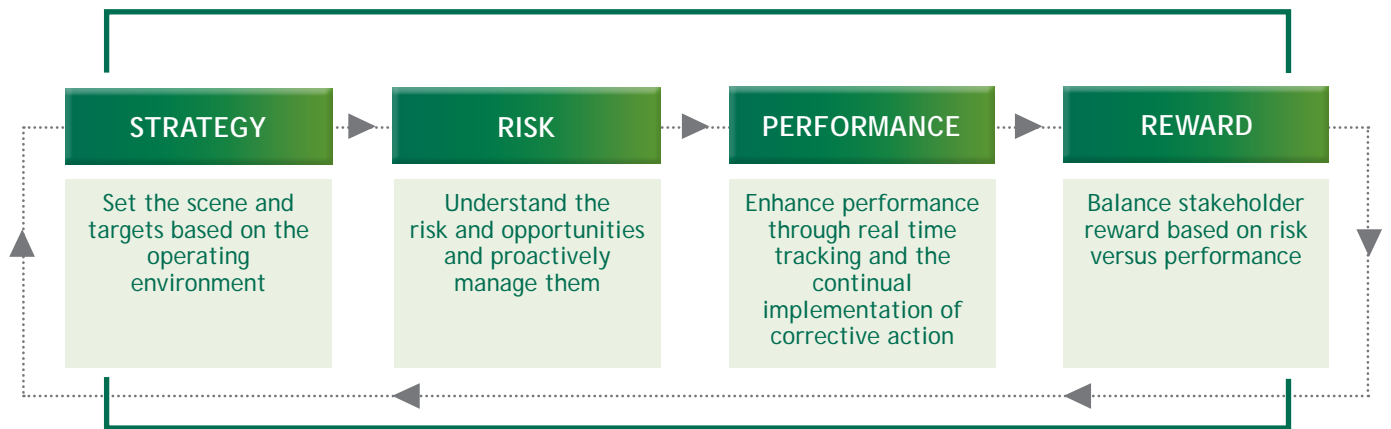 STRATEGY
Set the scene and
targets based on the
operating
environment
RISK
Understand the
risk and opportunities
and proactively
manage them
PERFORMANCE
Enhance performance
through real time
tracking and the
continual
implementation of
corrective action
REWARD
Balance stakeholder
reward based on risk
versus performance